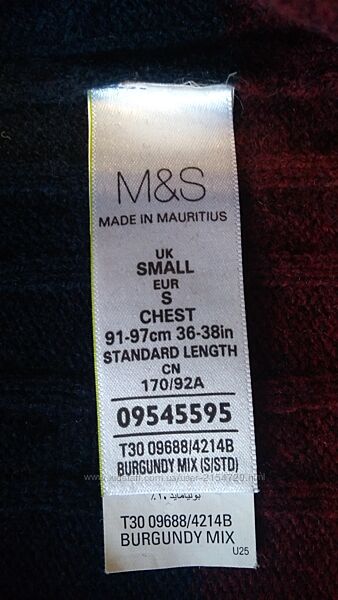 M&S
MADE IN MAURITIUS
UK
SMALL
EUR
S
CHEST
91-97cm 36-38in
STANDARD LENGTH
CN
170/92A
09545595
T30 09688/4214B
BURGUNDY MIX (S/STD)
T30 09688/4214B
BURGUNDY MIX
U25